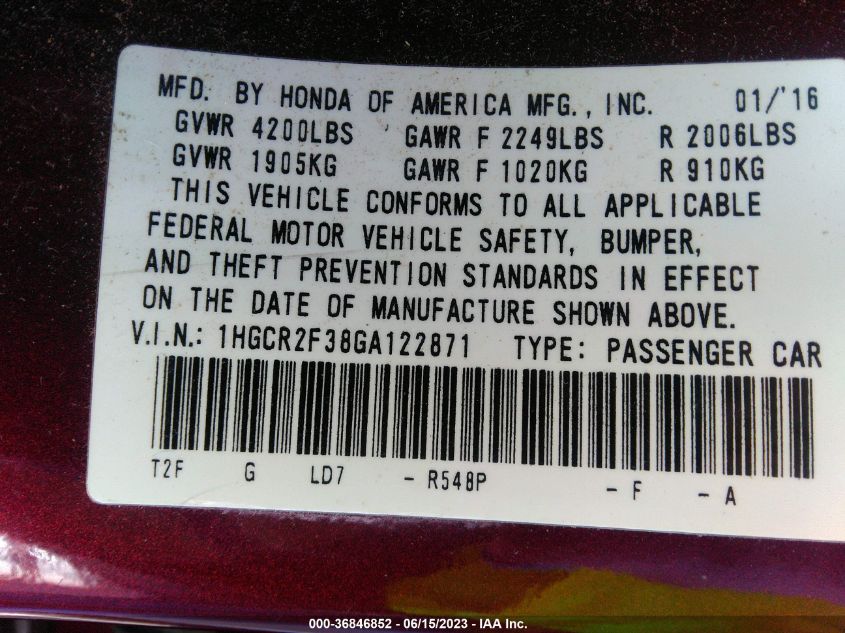 MFD. BY HONDA OF AMERICA MFG., INC. 01/'16
GVWR 4200LBS GAWR F 2249LBS R 2006LBS
GVWR 1905KG GAWR F 1020KG R 910KG
THIS VEHICLE CONFORMS TO ALL APPLICABLE
FEDERAL MOTOR VEHICLE SAFETY, BUMPER,
AND THEFT PREVENTION STANDARDS IN EFFECT
ON THE DATE OF MANUFACTURE SHOWN ABOVE.
V.I.N.: 1HGCR2F38GA122871 TYPE: PASSENGER CAR
T2F G LD7 - R548P - F - A
000-36846852 - 06/15/2023 - IAA Inc.